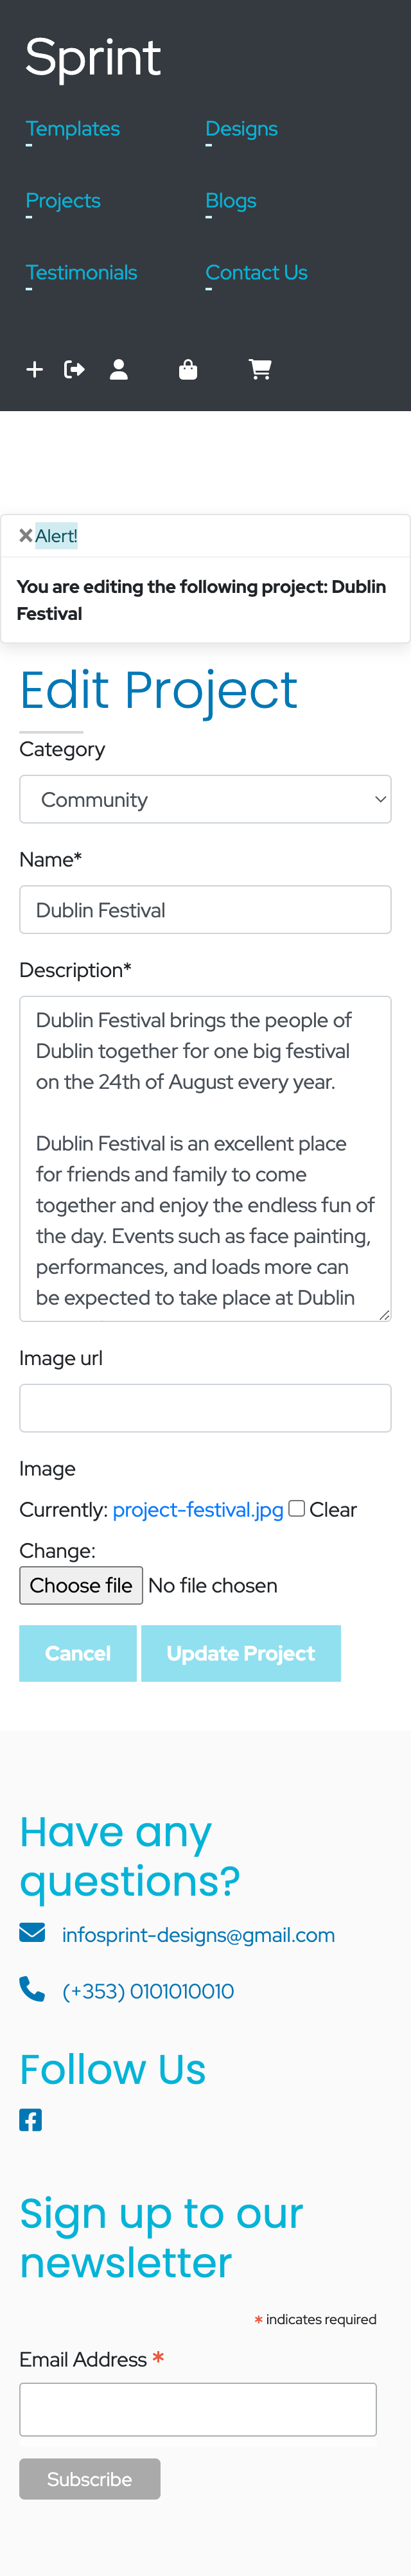 Sprint
Templates
Designs
Projects
Blogs
Testimonials
Contact Us
Alert!
You are editing the following project: Dublin
Festival
Edit Project
Category
Community
Name*
Dublin Festival
Description*
Dublin Festival brings the people of
Dublin together for one big festival
on the 24th of August every year.
Dublin Festival is an excellent place
for friends and family to come
together and enjoy the endless fun of
the day. Events such as face painting,
performances, and loads more can
be expected to take place at Dublin
Image url
Image
Currently: project-festival.jpg Clear
Change:
Choose file No file chosen
Cancel Update Project
Have any
questions?
infosprint-designs@gmail.com
(+353) 0101010010
Follow Us
Sign up to our
newsletter
* indicates required
Email Address *
Subscribe